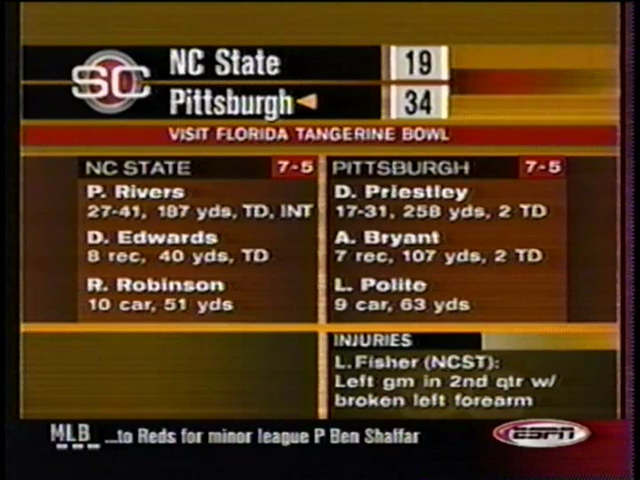 SC
NC State 19
Pittsburgh 34
VISIT FLORIDA TANGERINE BOWL
NC STATE 7-5
P. Rivers
27-41, 187 yds, TD, INT
D. Edwards
8 rec, 40 yds, TD
R. Robinson
10 car, 51 yds
PITTSBURGH 7-5
D. Priestley
17-31, 258 yds, 2 TD
A. Bryant
7 rec, 107 yds, 2 TD
L. Polite
9 car, 63 yds
INJURIES
L. Fisher (NCST):
Left gm in 2nd qtr w/
broken left forearm
MLB ...to Reds for minor league P Ben Shaffar
ESPN